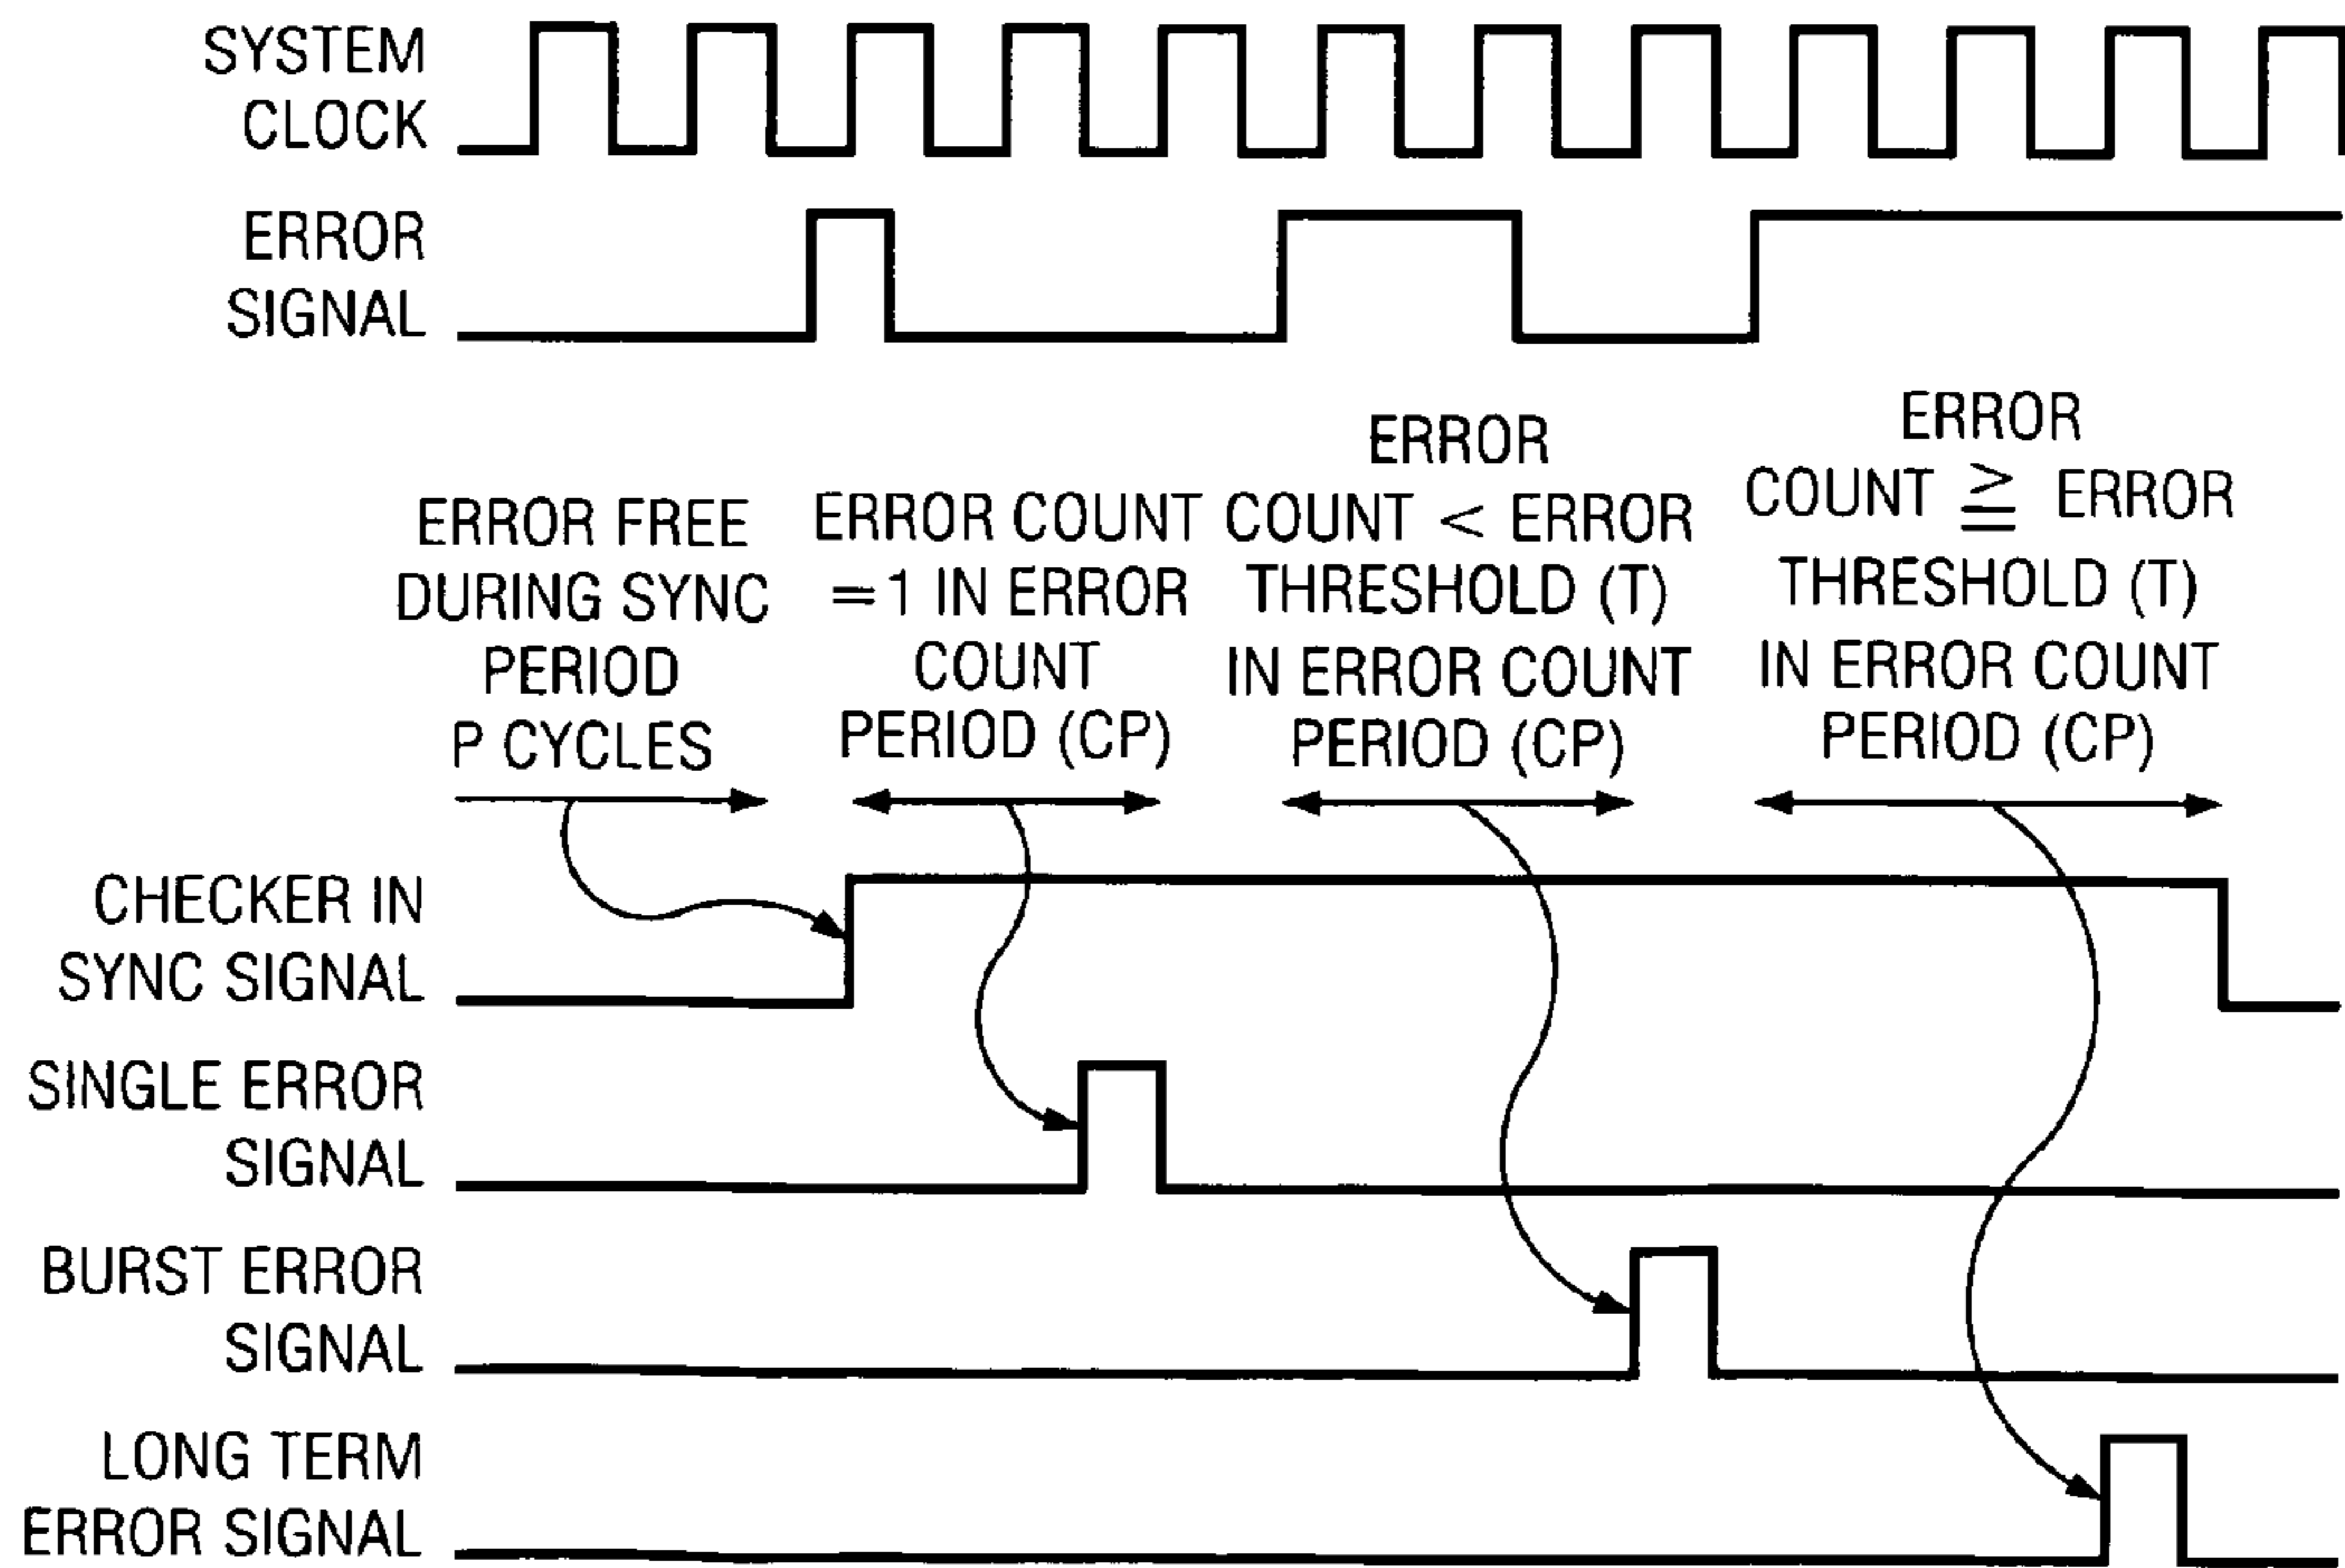 SYSTEM
CLOCK
ERROR
SIGNAL
ERROR FREE
DURING SYNC
PERIOD
P CYCLES
ERROR COUNT
=1 IN ERROR
COUNT
PERIOD (CP)
ERROR
COUNT < ERROR
THRESHOLD (T)
IN ERROR COUNT
PERIOD (CP)
ERROR
COUNT ≧ ERROR
THRESHOLD (T)
IN ERROR COUNT
PERIOD (CP)
CHECKER IN
SYNC SIGNAL
SINGLE ERROR
SIGNAL
BURST ERROR
SIGNAL
LONG TERM
ERROR SIGNAL